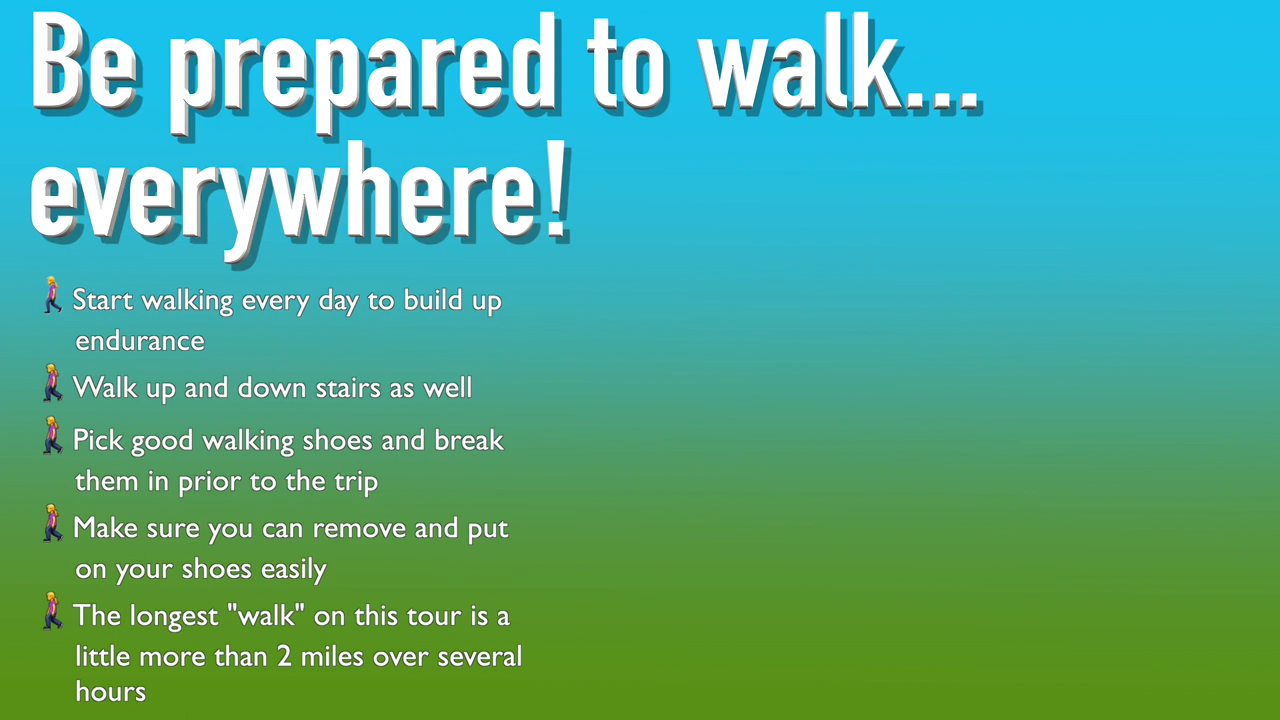 Be prepared to walk...
everywhere!
Start walking every day to build up
endurance
Walk up and down stairs as well
Pick good walking shoes and break
them in prior to the trip
Make sure you can remove and put
on your shoes easily
The longest "walk" on this tour is a
little more than 2 miles over several
hours